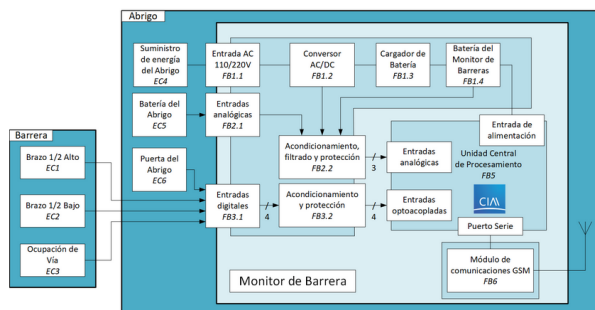 Abrigo
Suministro
de energía
del Abrigo
EC4
Entrada AC
110/220V
FB1.1
Conversor
AC/DC
FB1.2
Cargador de
Batería
FB1.3
Batería del
Monitor de
Barreras
FB1.4
Batería del
Abrigo
EC5
Entradas
analógicas
FB2.1
Entrada de
alimentación
Barrera
Brazo 1/2 Alto
EC1
Puerta del
Abrigo
EC6
Acondicionamiento,
filtrado y protección
FB2.2
3
Entradas
analógicas
Unidad Central
de Procesamiento
FB5
Brazo 1/2 Bajo
EC2
Entradas
digitales
FB3.1
4
Acondicionamiento
y protección
FB3.2
4
Entradas
optoacopladas
CIAA
Puerto Serie
Ocupación de
Vía
EC3
Monitor de Barrera
Módulo de
comunicaciones GSM
FB6